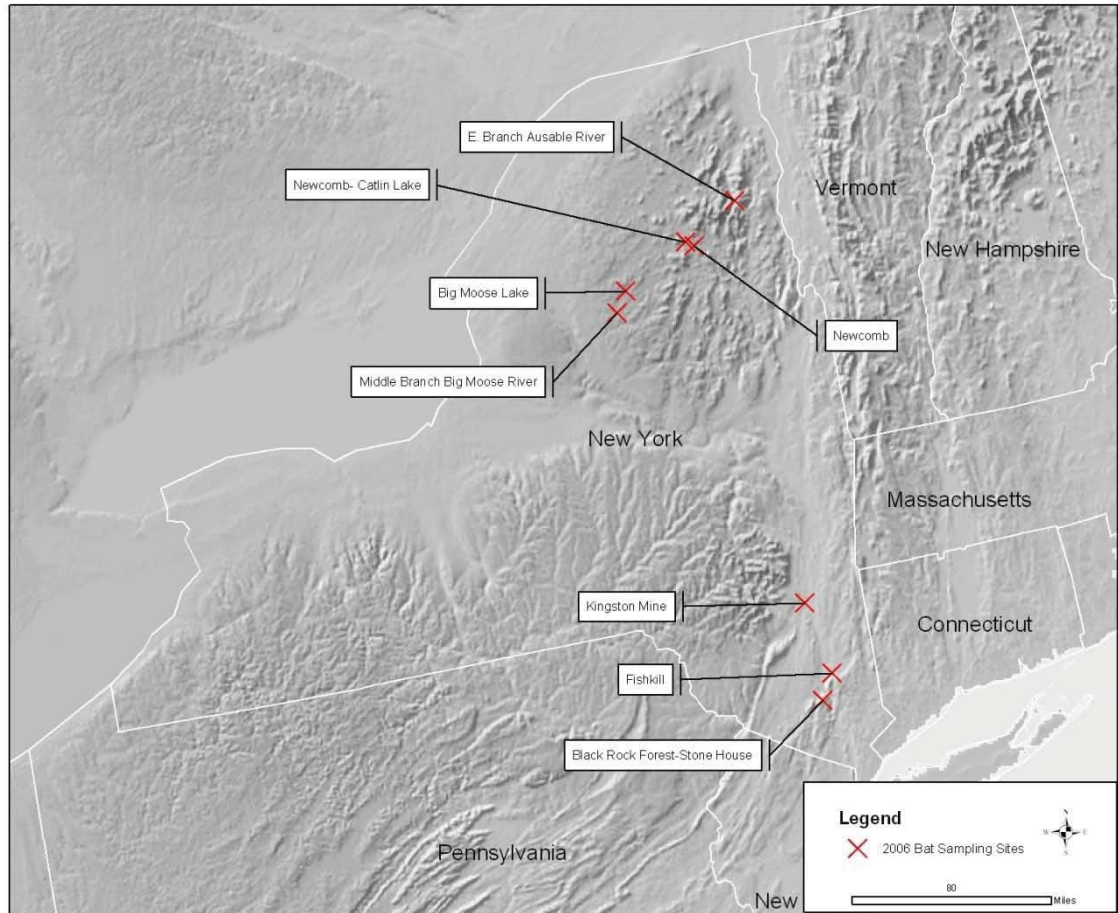 E. Branch Ausable River
Newcomb- Catlin Lake
Vermont
New Hampshire
Big Moose Lake
Newcomb
Middle Branch Big Moose River
New York
Massachusetts
Kingston Mine
Connecticut
Fishkill
Black Rock Forest-Stone House
Legend
N
W
E
S
2006 Bat Sampling Sites
Pennsylvania
80
Miles
New